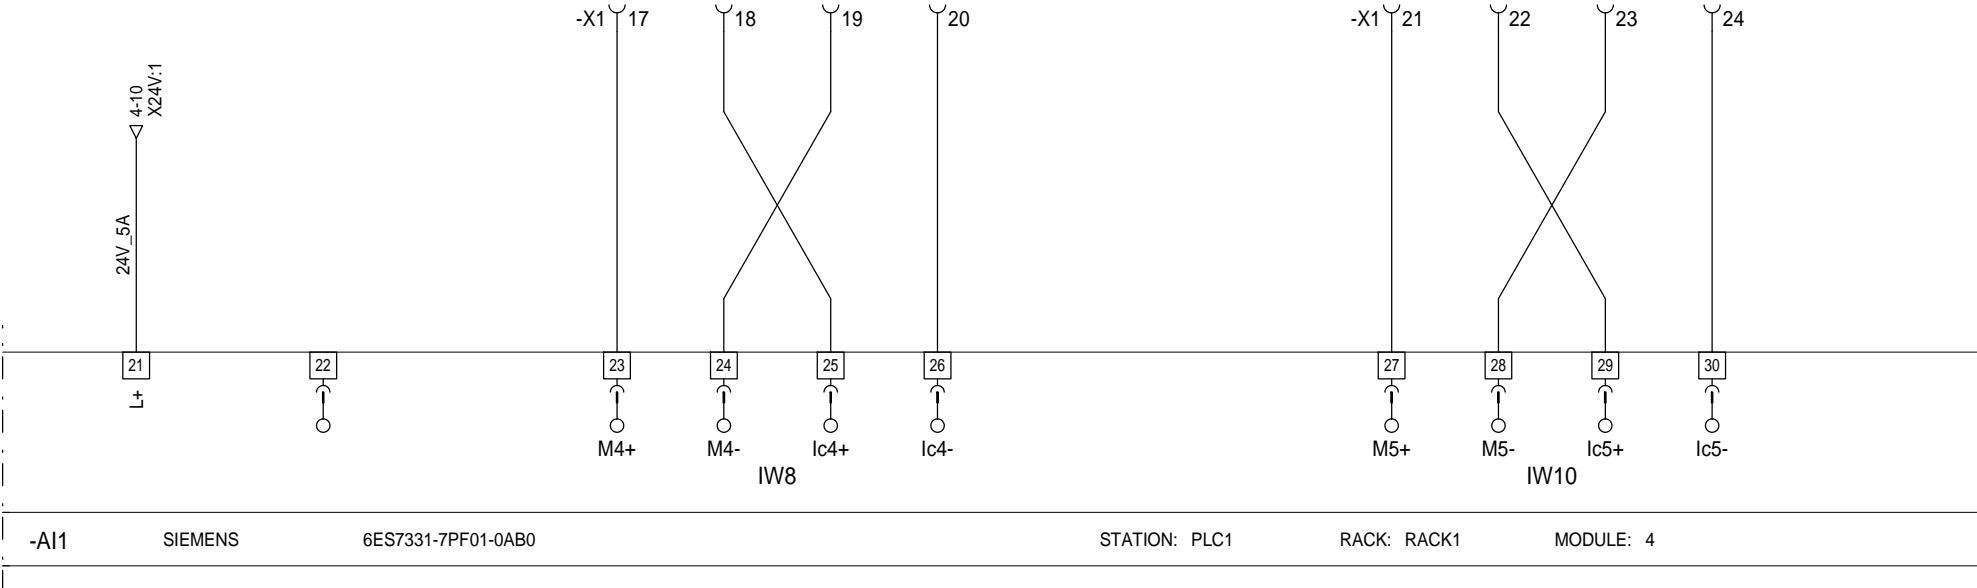 -X1 17 18 19 20 -X1 21 22 23 24
4-10
X24V:1
24V_5A
21 22 23 24 25 26 27 28 29 30
L+
M4+ M4- Ic4+ Ic4- M5+ M5- Ic5+ Ic5-
IW8 IW10
-AI1 SIEMENS 6ES7331-7PF01-0AB0 STATION: PLC1 RACK: RACK1 MODULE: 4